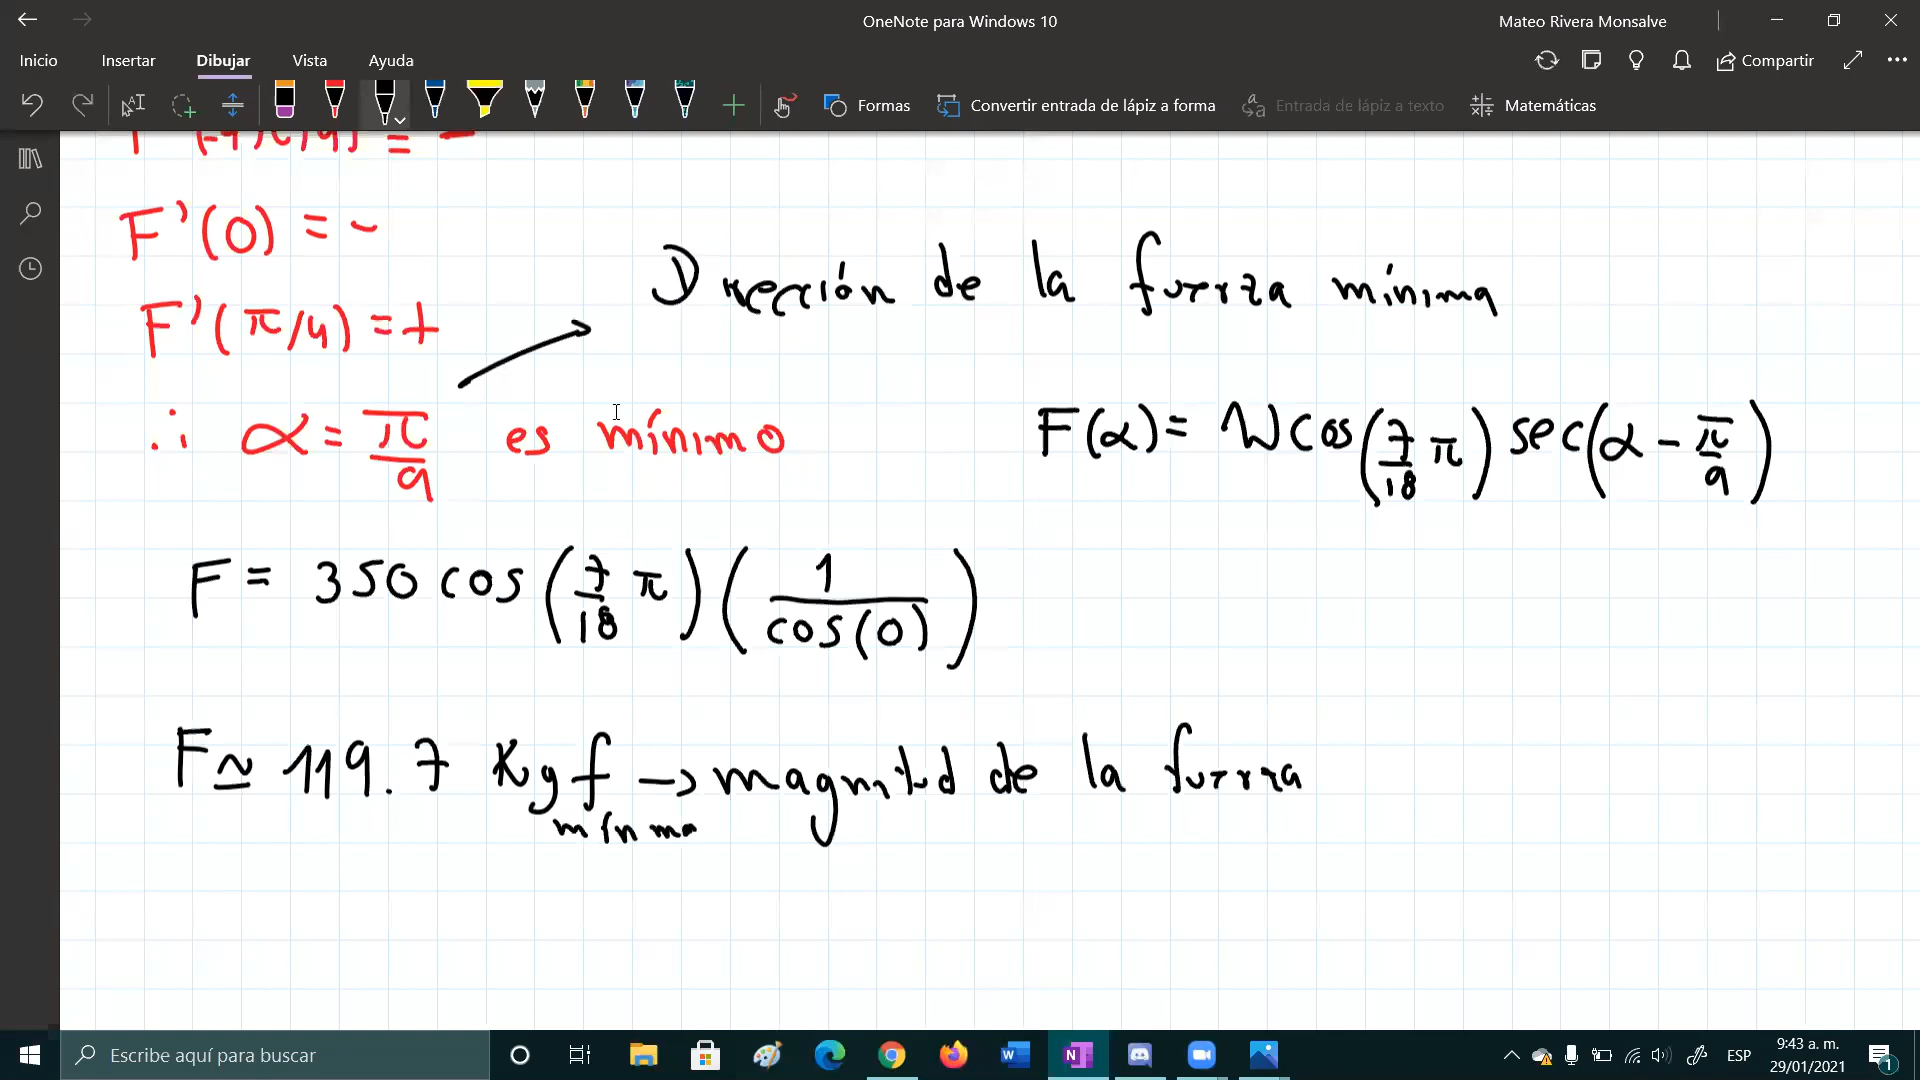 OneNote para Windows 10
Mateo Rivera Monsalve
Inicio Insertar Dibujar Vista Ayuda
Compartir
Formas Convertir entrada de lápiz a forma Entrada de lápiz a texto Matemáticas
F'(0) = -
F'(π/4) = +
Dirección de la fuerza mínima
∴ α = π/9 es mínimo
F(α) = W cos(7/18 π) sec(α - π/9)
F = 350 cos(7/18 π) (1/cos(0))
F ≃ 119.7 Kgf → magnitud de la fuerza
mínma
Escribe aquí para buscar
ESP
9:43 a. m.
29/01/2021
1